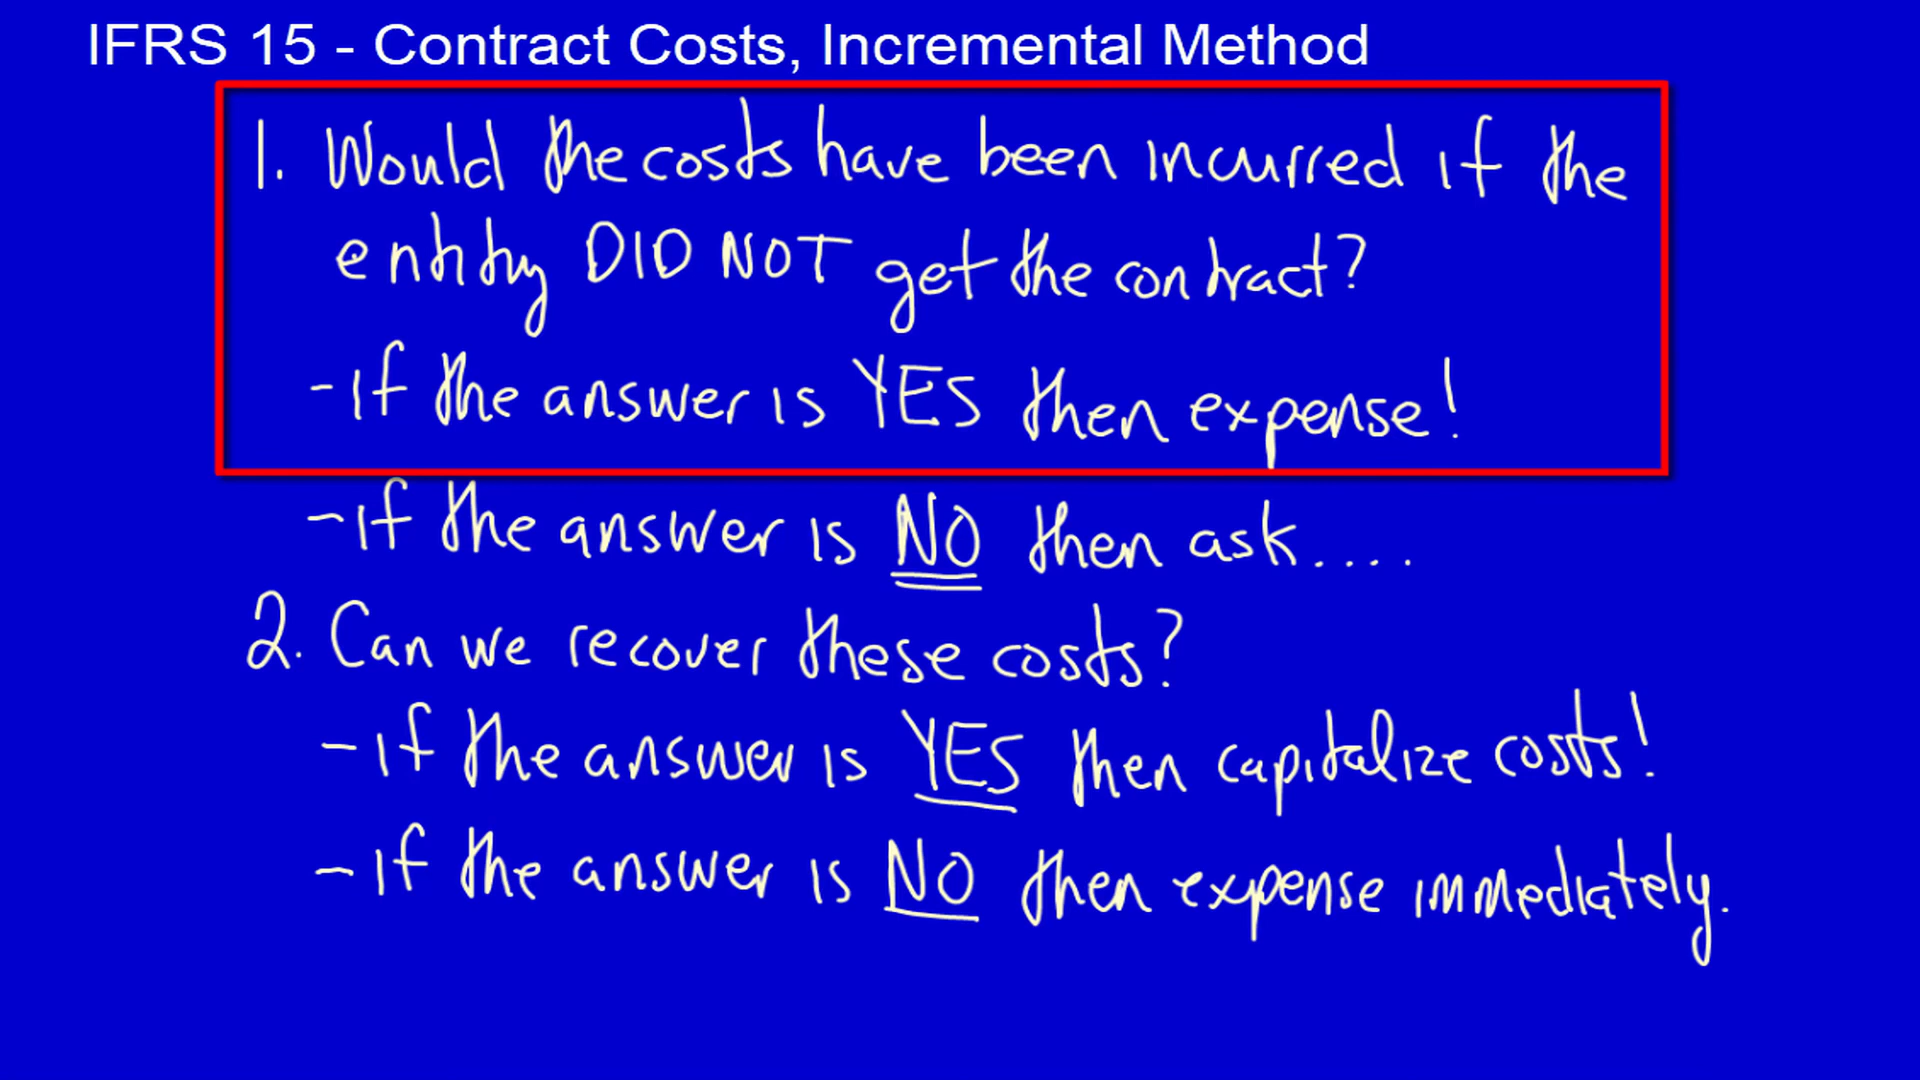 IFRS 15 - Contract Costs, Incremental Method
1. Would the costs have been incurred if the
entity DID NOT get the contract?
-If the answer is YES then expense!
-If the answer is NO then ask....
2. Can we recover these costs?
-If the answer is YES then capitalize costs!
-If the answer is NO then expense immediately.